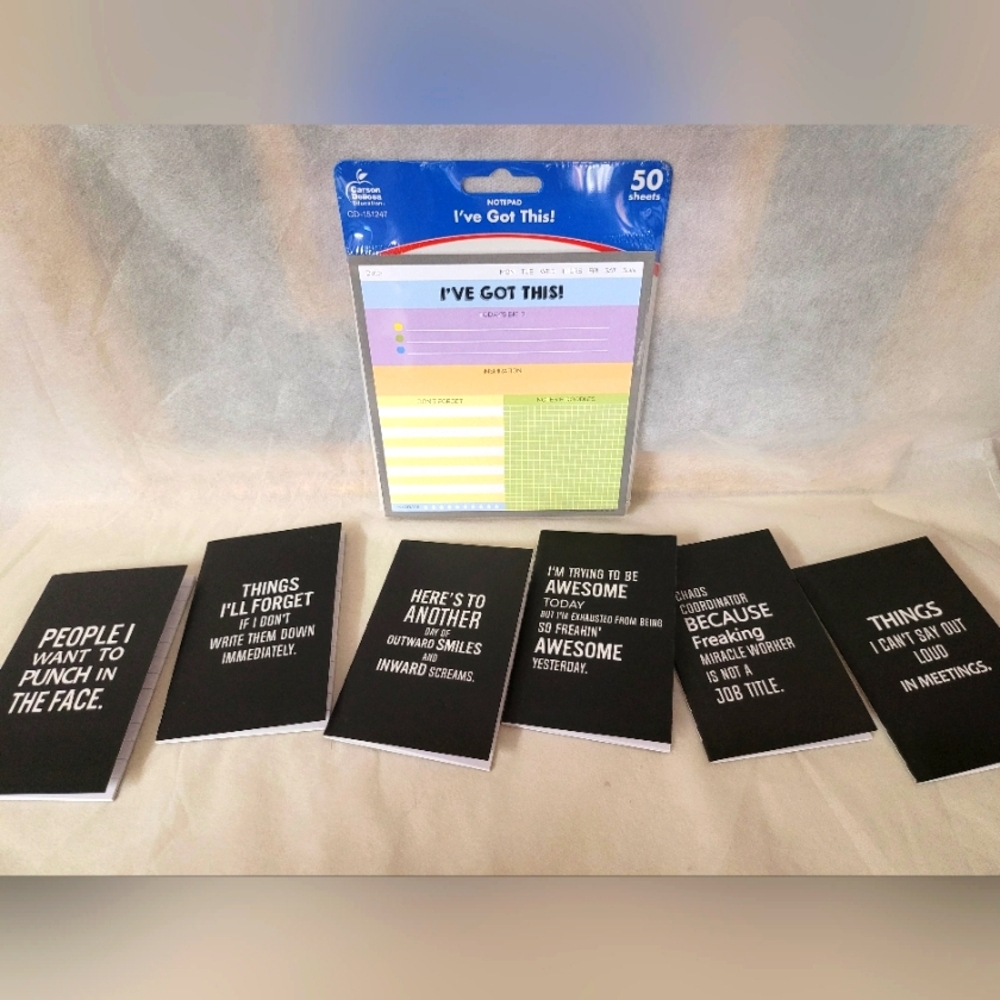 Carson
Dellosa
Education
CD-151247
NOTEPAD
I've Got This!
50
sheets
I'VE GOT THIS!
DON'T FORGET
PEOPLE I
WANT TO
PUNCH IN
THE FACE.
THINGS
I'LL FORGET
IF I DON'T
WRITE THEM DOWN
IMMEDIATELY.
HERE'S TO
ANOTHER
DAY OF
OUTWARD SMILES
AND
INWARD SCREAMS.
I'M TRYING TO BE
AWESOME
TODAY
BUT I'M EXHAUSTED FROM BEING
SO FREAKIN'
AWESOME
YESTERDAY.
CHAOS
COORDINATOR
BECAUSE
Freaking
MIRACLE WORKER
IS NOT A
JOB TITLE.
THINGS
I CAN'T SAY OUT
LOUD
IN MEETINGS.